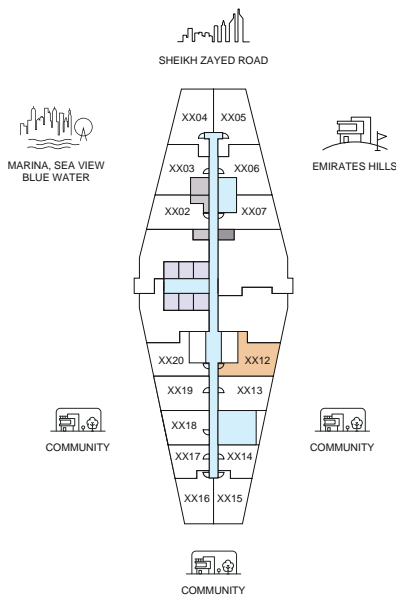 SHEIKH ZAYED ROAD
XX04 XX05
MARINA, SEA VIEW
BLUE WATER
EMIRATES HILLS
XX03 XX06
XX02 XX07
XX20 XX12
XX19 XX13
XX18
COMMUNITY
COMMUNITY
XX17 XX14
XX16 XX15
COMMUNITY